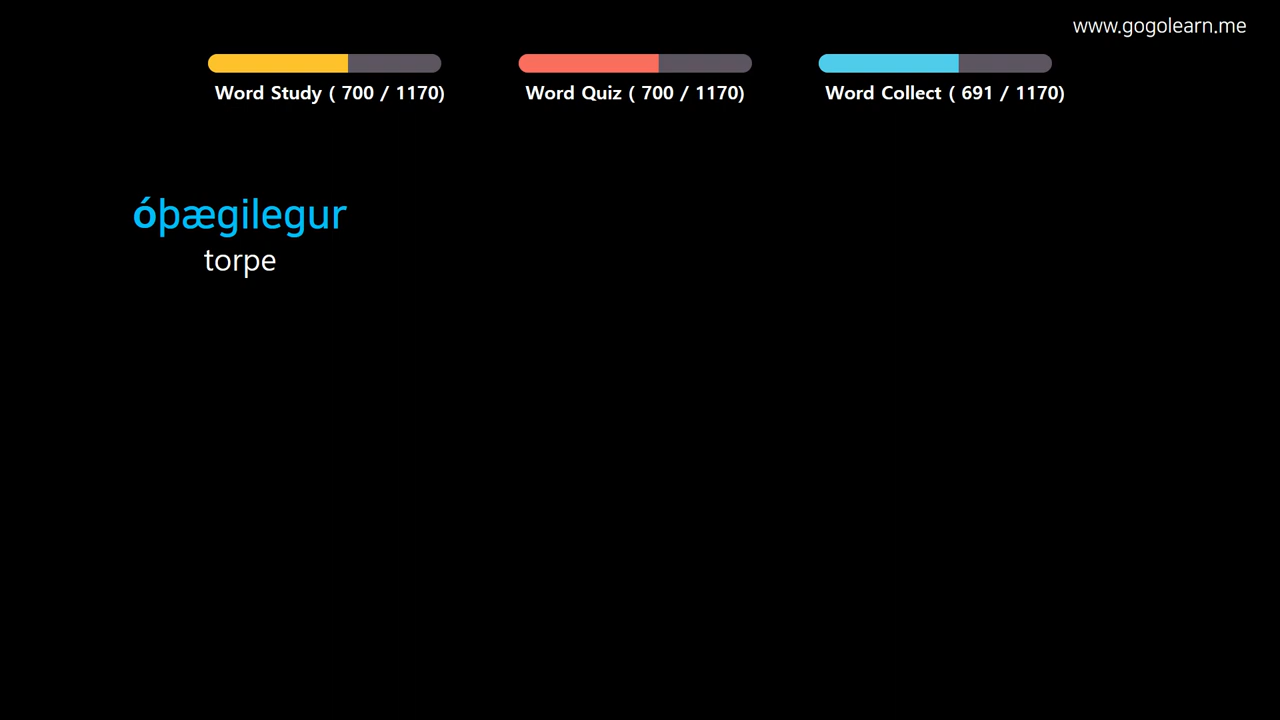 www.gogolearn.me
Word Study ( 700 / 1170)
Word Quiz ( 700 / 1170)
Word Collect ( 691 / 1170)
óþægilegur
torpe